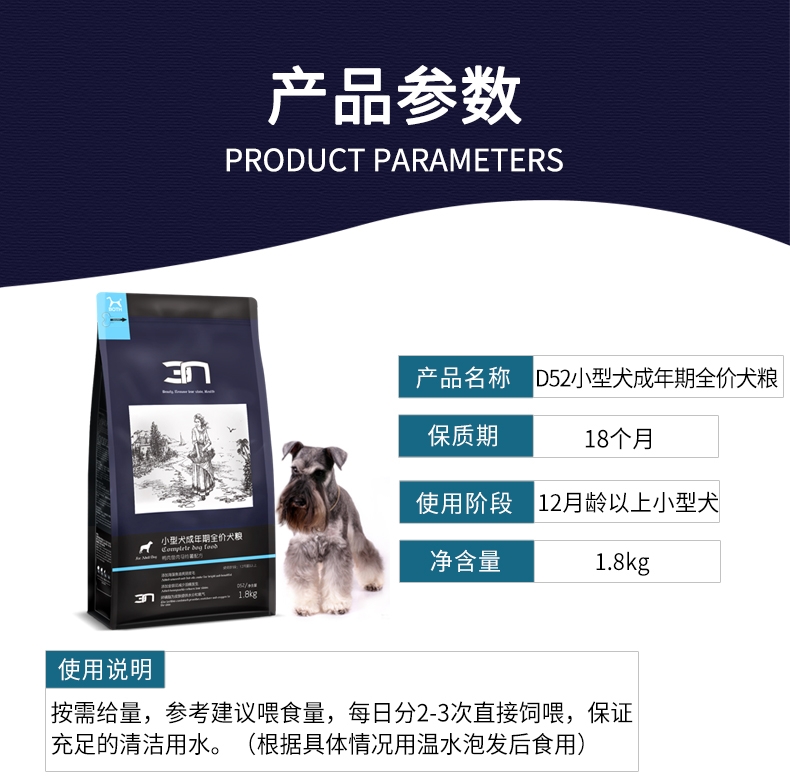 产品参数
PRODUCT PARAMETERS
产品名称
D52小型犬成年期全价犬粮
保质期
18个月
使用阶段
12月龄以上小型犬
净含量
1.8kg
3n
小型犬成年期全价犬粮
Complete dog food
D52
1.8kg
3n
使用说明
按需给量，参考建议喂食量，每日分2-3次直接饲喂，保证
充足的清洁用水。（根据具体情况用温水泡发后食用）